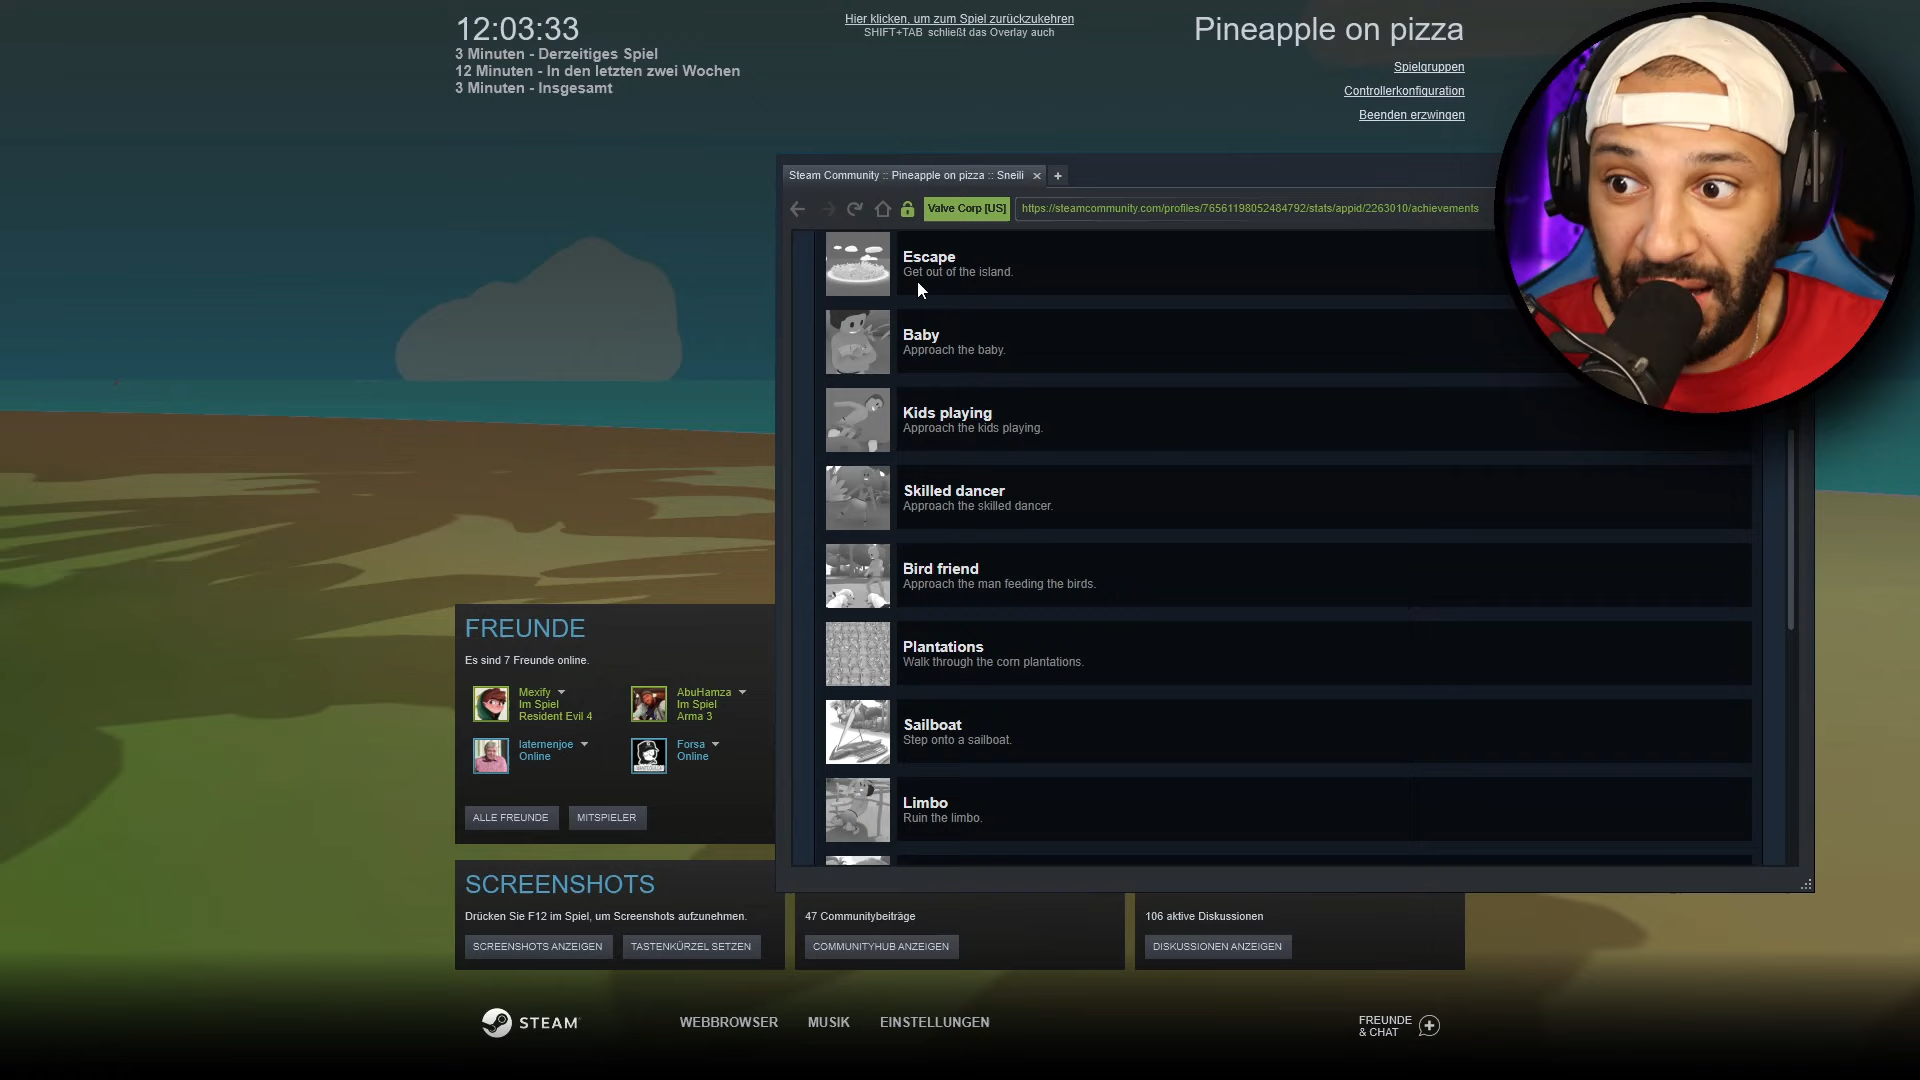 12:03:33
3 Minuten - Derzeitiges Spiel
12 Minuten - In den letzten zwei Wochen
3 Minuten - Insgesamt
Hier klicken, um zum Spiel zurückzukehren
SHIFT+TAB schließt das Overlay auch
Pineapple on pizza
Spielgruppen
Controllerkonfiguration
Beenden erzwingen
Steam Community :: Pineapple on pizza :: Sneili
Valve Corp [US]
https://steamcommunity.com/profiles/76561198052484792/stats/appid/2263010/achievements
Escape
Get out of the island.
Baby
Approach the baby.
Kids playing
Approach the kids playing.
Skilled dancer
Approach the skilled dancer.
Bird friend
Approach the man feeding the birds.
Plantations
Walk through the corn plantations.
Sailboat
Step onto a sailboat.
Limbo
Ruin the limbo.
FREUNDE
Es sind 7 Freunde online.
Mexify
Im Spiel
Resident Evil 4
AbuHamza
Im Spiel
Arma 3
laternenjoe
Online
Forsa
Online
ALLE FREUNDE
MITSPIELER
SCREENSHOTS
Drücken Sie F12 im Spiel, um Screenshots aufzunehmen.
SCREENSHOTS ANZEIGEN
TASTENKÜRZEL SETZEN
47 Communitybeiträge
COMMUNITYHUB ANZEIGEN
106 aktive Diskussionen
DISKUSSIONEN ANZEIGEN
STEAM
WEBBROWSER
MUSIK
EINSTELLUNGEN
FREUNDE
& CHAT